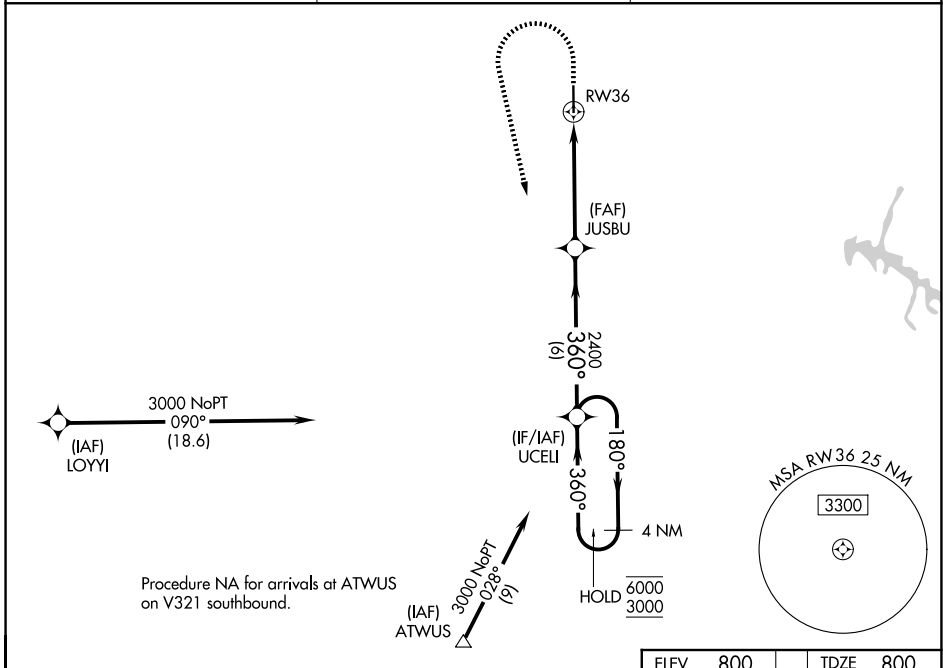 RW36
(FAF)
JUSBU
2400
360°
(6)
3000 NoPT
090°
(18.6)
(IAF)
LOYYI
(IF/IAF)
UCELI
180°
360°
4 NM
HOLD 6000
3000
3000 NoPT
028°
(9)
(IAF)
ATWUS
Procedure NA for arrivals at ATWUS
on V321 southbound.
MSA RW36 25 NM
3300
ELEV 800 TDZE 800